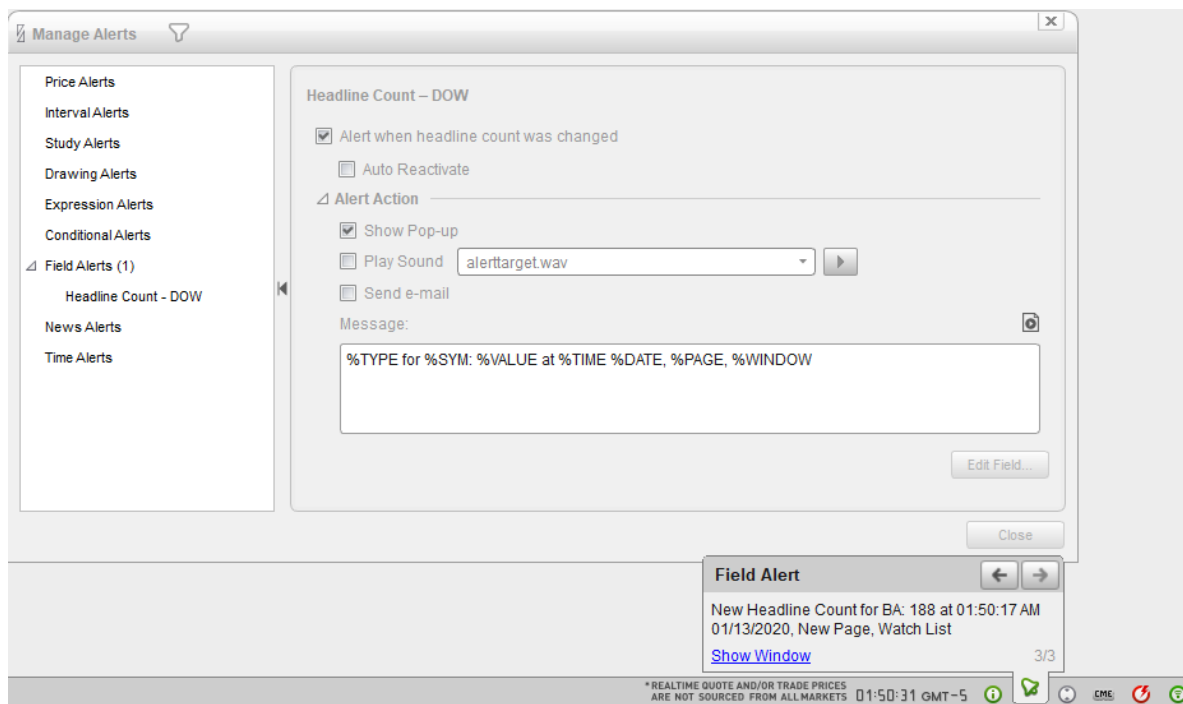 Manage Alerts
Price Alerts
Interval Alerts
Study Alerts
Drawing Alerts
Expression Alerts
Conditional Alerts
Field Alerts (1)
Headline Count - DOW
News Alerts
Time Alerts
Headline Count – DOW
Alert when headline count was changed
Auto Reactivate
Alert Action
Show Pop-up
Play Sound alerttarget.wav
Send e-mail
Message:
%TYPE for %SYM: %VALUE at %TIME %DATE, %PAGE, %WINDOW
Edit Field...
Close
Field Alert
New Headline Count for BA: 188 at 01:50:17 AM
01/13/2020, New Page, Watch List
Show Window 3/3
*REALTIME QUOTE AND/OR TRADE PRICES
ARE NOT SOURCED FROM ALL MARKETS 01:50:31 GMT-5 CME